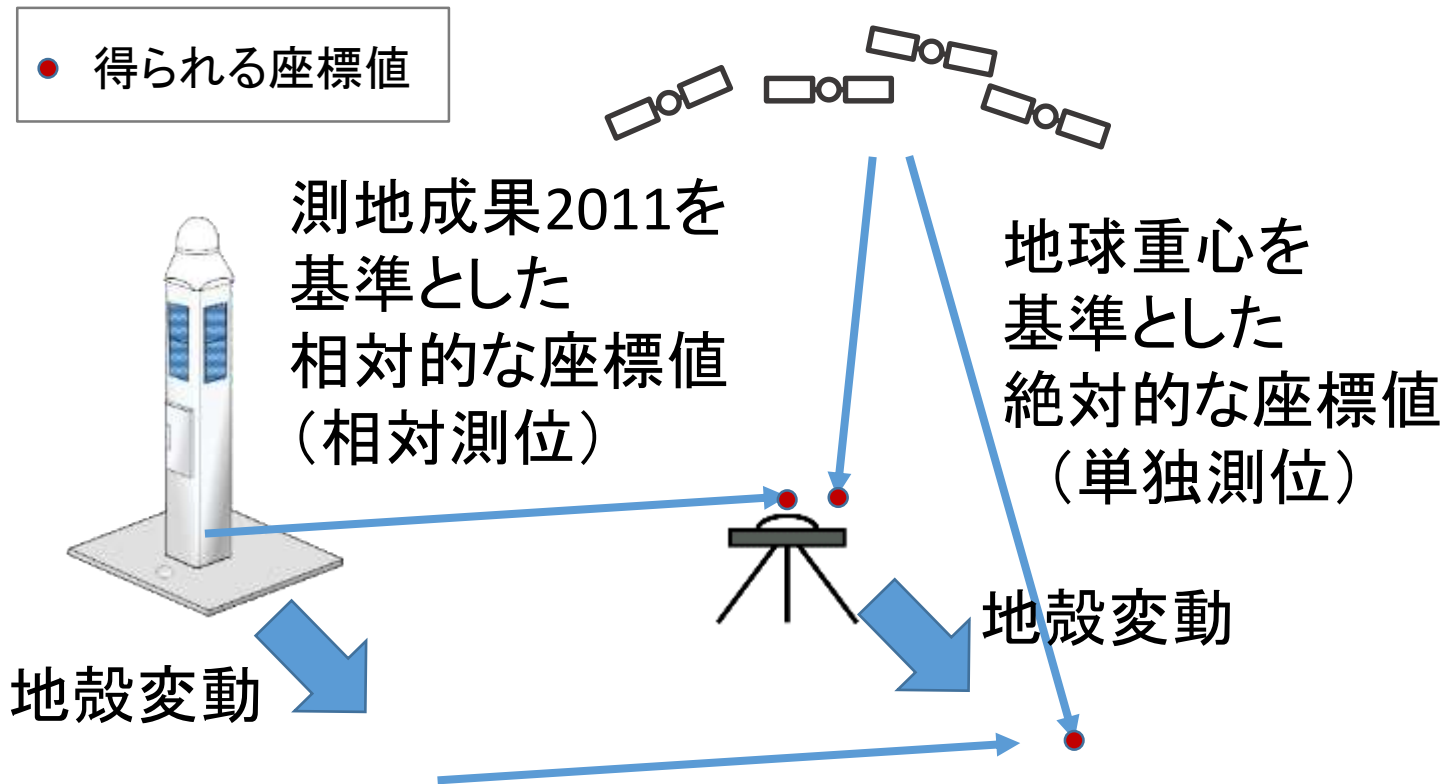 得られる座標値
測地成果2011を
基準とした
相対的な座標値
（相対測位）
地球重心を
基準とした
絶対的な座標値
（単独測位）
地殻変動
地殻変動